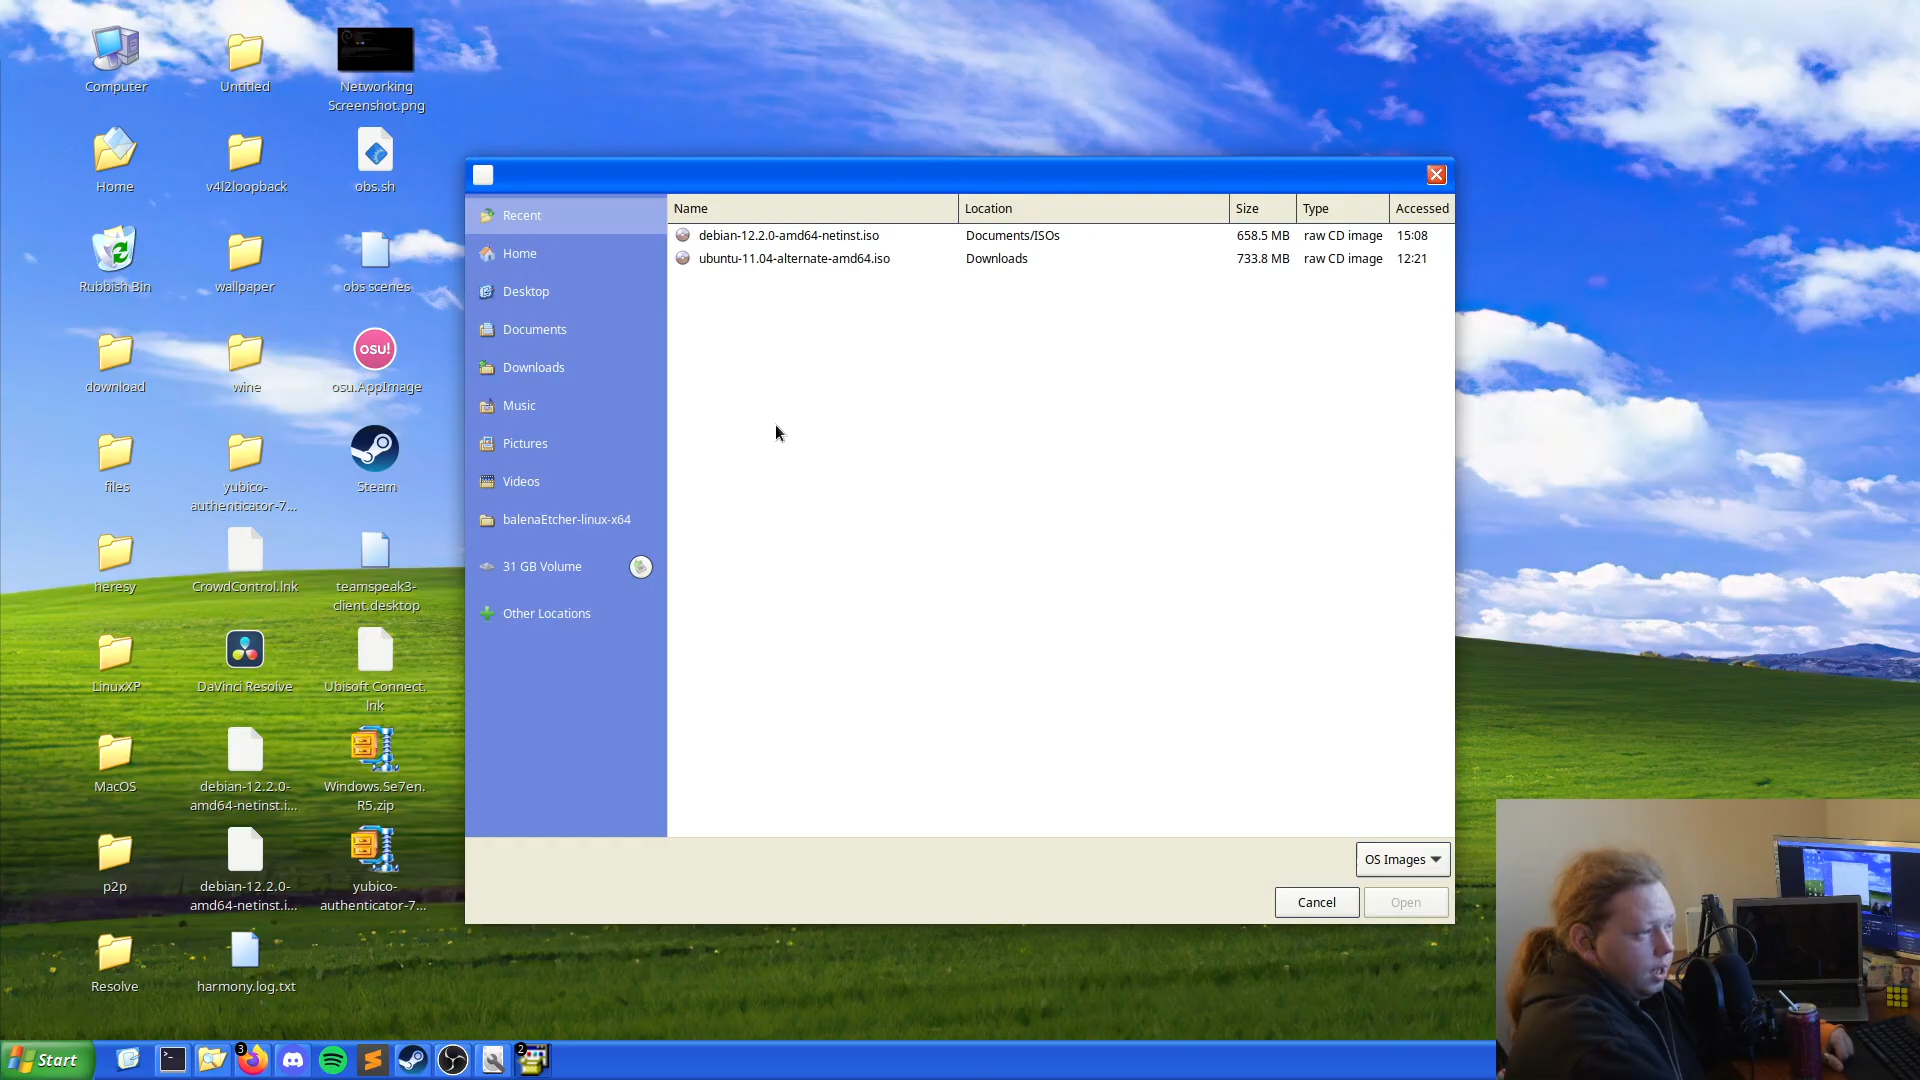 Computer
Untitled
Networking
Screenshot.png
Home
v4l2loopback
obs.sh
Rubbish Bin
wallpaper
obs scenes
download
wine
osu!
osu.AppImage
files
yubico-
authenticator-7...
Steam
heresy
CrowdControl.lnk
teamspeak3-
client.desktop
LinuxXP
DaVinci Resolve
Ubisoft Connect.
lnk
MacOS
debian-12.2.0-
amd64-netinst.i...
Windows.Se7en.
R5.zip
p2p
debian-12.2.0-
amd64-netinst.i...
yubico-
authenticator-7...
Resolve
harmony.log.txt
Recent
Home
Desktop
Documents
Downloads
Music
Pictures
Videos
balenaEtcher-linux-x64
31 GB Volume
Other Locations
Name Location Size Type Accessed
debian-12.2.0-amd64-netinst.iso Documents/ISOs 658.5 MB raw CD image 15:08
ubuntu-11.04-alternate-amd64.iso Downloads 733.8 MB raw CD image 12:21
OS Images
Cancel Open
Start 3 2